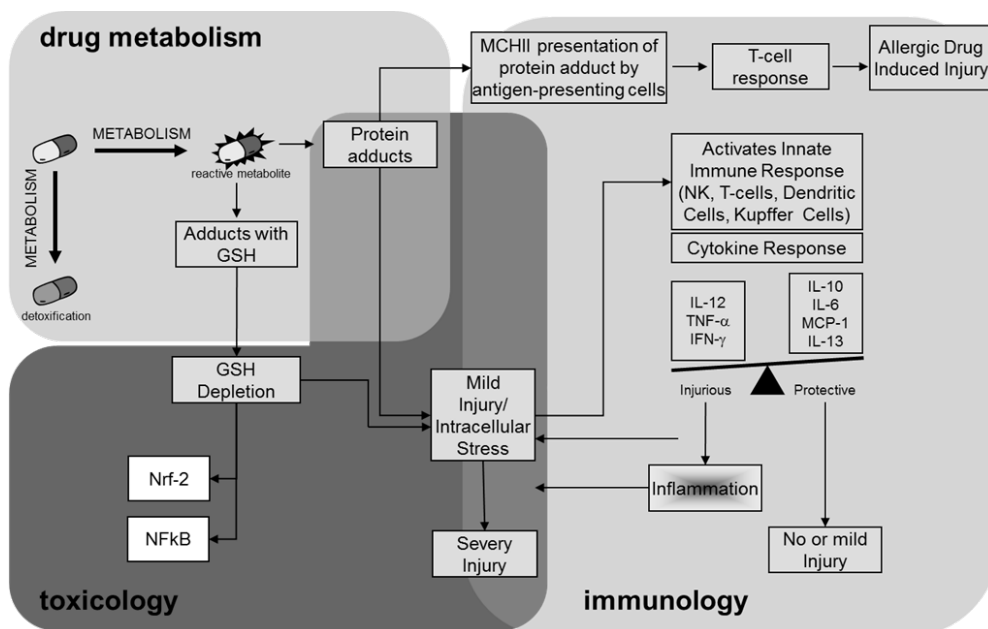 drug metabolism
METABOLISM
METABOLISM
reactive metabolite
detoxification
Adducts with
GSH
Protein
adducts
MCHII presentation of
protein adduct by
antigen-presenting cells
T-cell
response
Allergic Drug
Induced Injury
Activates Innate
Immune Response
(NK, T-cells, Dendritic
Cells, Kupffer Cells)
Cytokine Response
IL-12
TNF-α
IFN-γ
IL-10
IL-6
MCP-1
IL-13
Injurious
Protective
GSH
Depletion
Mild
Injury/
Intracellular
Stress
Nrf-2
NFkB
Inflammation
Severy
Injury
No or mild
Injury
toxicology
immunology